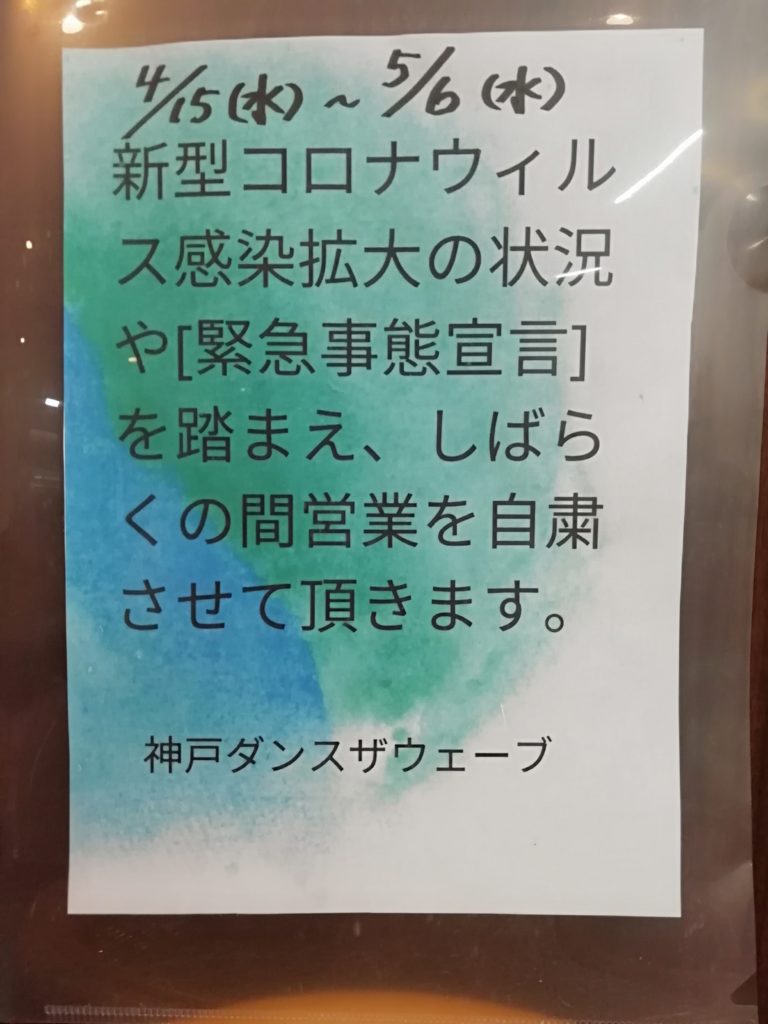 4/15(水)~5/6(水)
新型コロナウィル
ス感染拡大の状況
や[緊急事態宣言]
を踏まえ、しばら
くの間営業を自粛
させて頂きます。
神戸ダンスザウェーブ